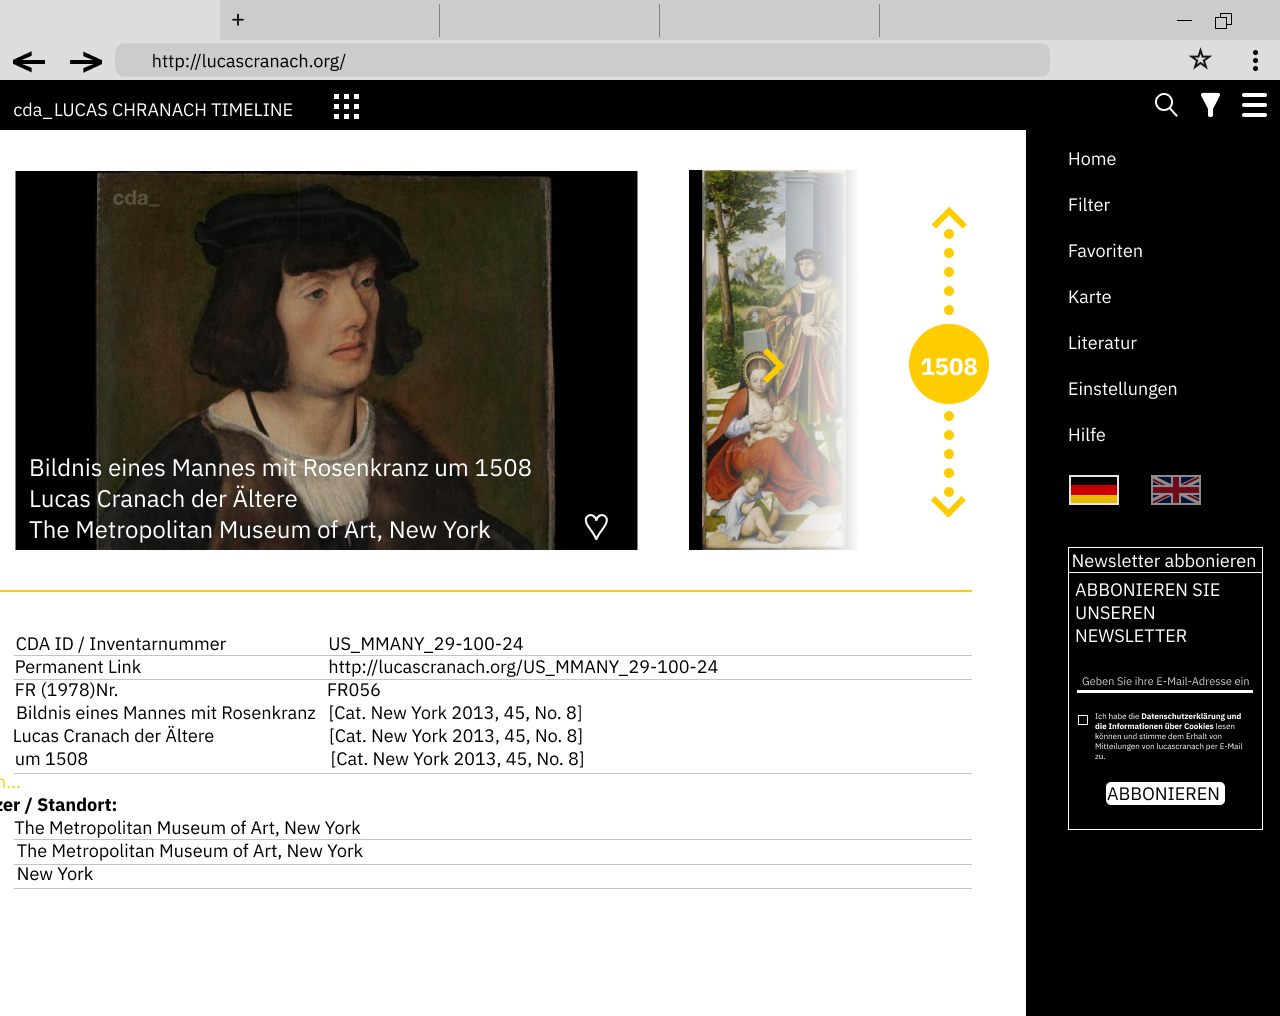 +
http://lucascranach.org/
cda_LUCAS CHRANACH TIMELINE
cda_
Bildnis eines Mannes mit Rosenkranz um 1508
Lucas Cranach der Ältere
The Metropolitan Museum of Art, New York
1508
Home
Filter
Favoriten
Karte
Literatur
Einstellungen
Hilfe
Newsletter abbonieren
ABBONIEREN SIE
UNSEREN
NEWSLETTER
Geben Sie ihre E-Mail-Adresse ein
Ich habe die Datenschutzerklärung und
die Informationen über Cookies lesen
können und stimme dem Erhalt von
Mitteilungen von lucascranach per E-Mail
zu.
ABBONIEREN
CDA ID / Inventarnummer US_MMANY_29-100-24
Permanent Link http://lucascranach.org/US_MMANY_29-100-24
FR (1978)Nr. FR056
Bildnis eines Mannes mit Rosenkranz [Cat. New York 2013, 45, No. 8]
Lucas Cranach der Ältere [Cat. New York 2013, 45, No. 8]
um 1508 [Cat. New York 2013, 45, No. 8]
n...
zer / Standort:
The Metropolitan Museum of Art, New York
The Metropolitan Museum of Art, New York
New York